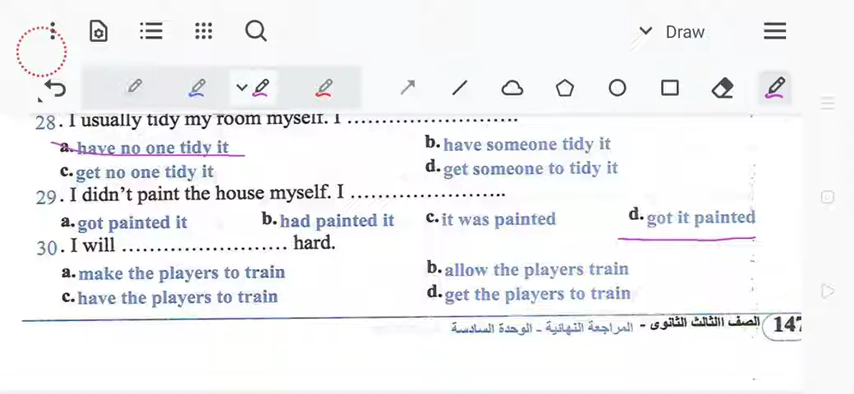 Draw
28. I usually tidy my room myself. I ................................
a. have no one tidy it b. have someone tidy it
c. get no one tidy it d. get someone to tidy it
29. I didn't paint the house myself. I .............................
a. got painted it b. had painted it c. it was painted d. got it painted
30. I will .............................. hard.
a. make the players to train b. allow the players train
c. have the players to train d. get the players to train
الصف الثالث الثانوى - المراجعة النهائية - الوحدة السادسة 147